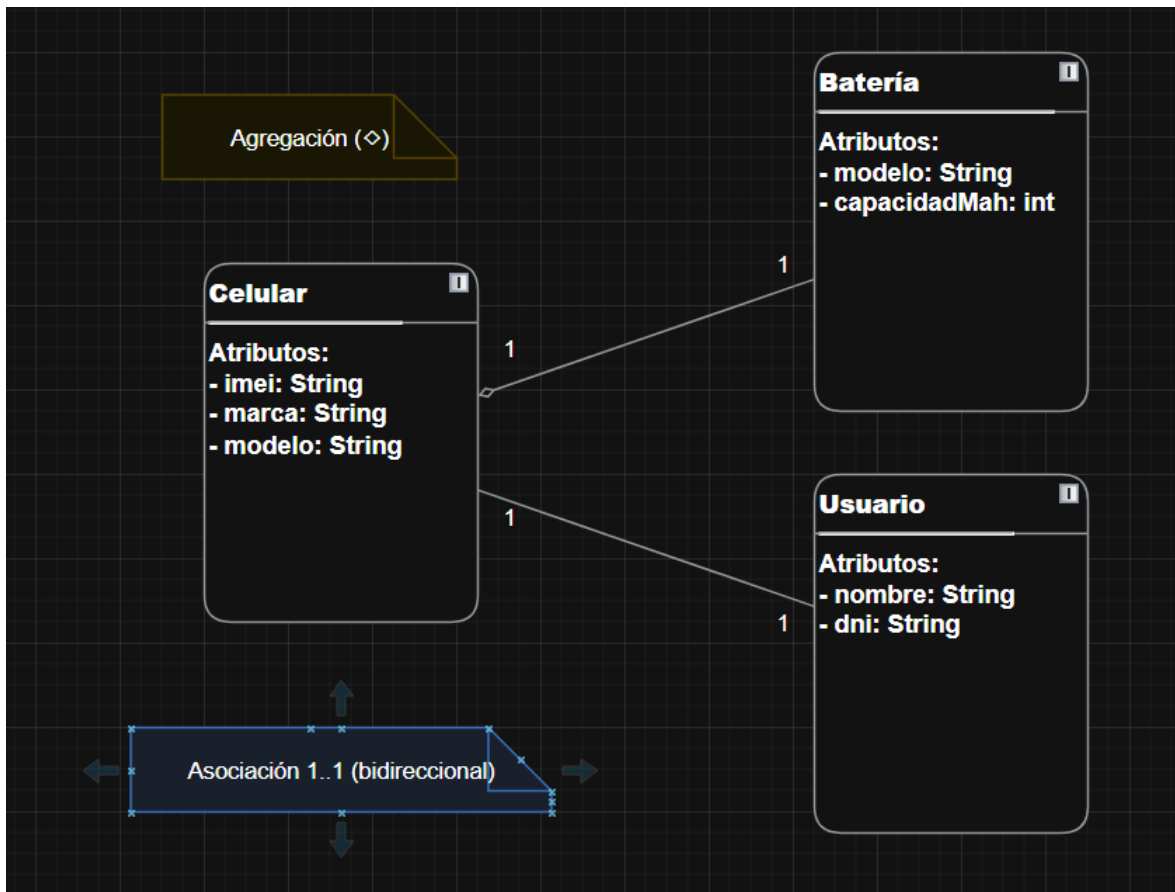 Agregación (◇)
Batería
I
Atributos:
- modelo: String
- capacidadMah: int
1
Celular
I
Atributos:
- imei: String
- marca: String
- modelo: String
1
1
Usuario
I
Atributos:
- nombre: String
- dni: String
1
Asociación 1..1 (bidireccional)